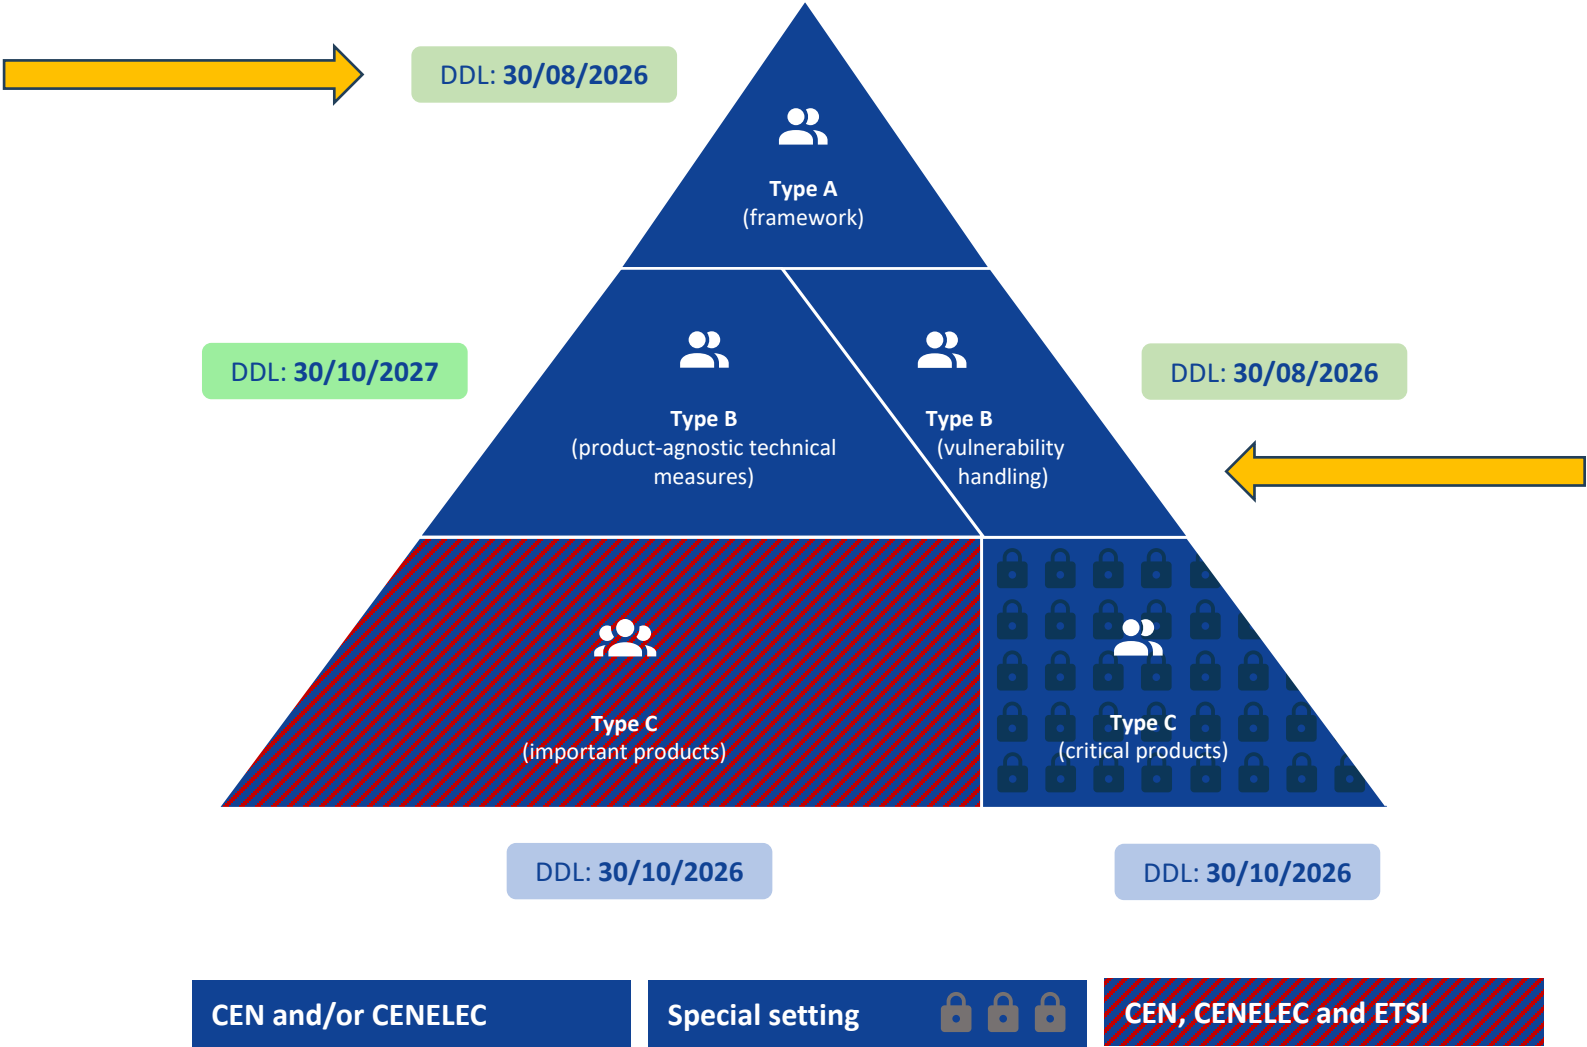 DDL: 30/08/2026
Type A
(framework)
DDL: 30/10/2027
Type B
(product-agnostic technical
measures)
Type B
(vulnerability
handling)
DDL: 30/08/2026
Type C
(important products)
Type C
(critical products)
DDL: 30/10/2026
DDL: 30/10/2026
CEN and/or CENELEC
Special setting
CEN, CENELEC and ETSI